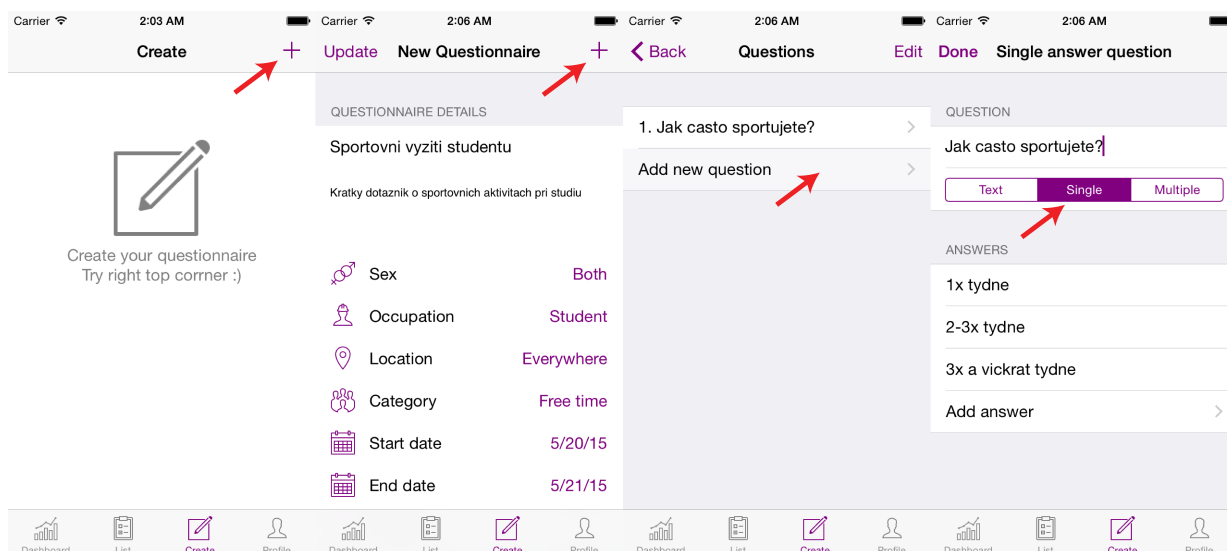 Carrier
2:03 AM
Create
Create your questionnaire
Try right top corrner :)
Dashboard
List
Create
Profile
Carrier
2:06 AM
Update
New Questionnaire
QUESTIONNAIRE DETAILS
Sportovni vyziti studentu
Kratky dotaznik o sportovnich aktivitach pri studiu
Sex
Both
Occupation
Student
Location
Everywhere
Category
Free time
Start date
5/20/15
End date
5/21/15
Dashboard
List
Create
Profile
Carrier
2:06 AM
Back
Questions
Edit
1. Jak casto sportujete?
Add new question
Dashboard
List
Create
Profile
Carrier
2:06 AM
Done
Single answer question
QUESTION
Jak casto sportujete?
Text
Single
Multiple
ANSWERS
1x tydne
2-3x tydne
3x a vickrat tydne
Add answer
Dashboard
List
Create
Profile